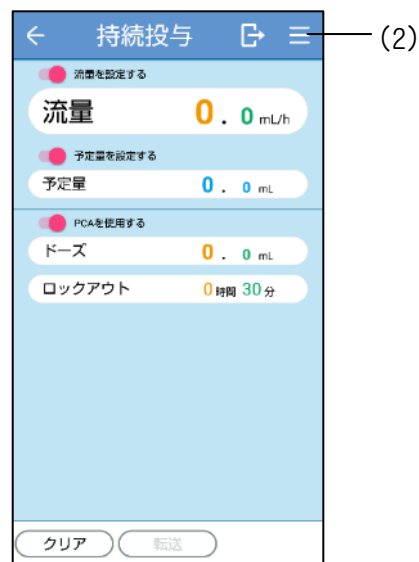 持続投与
(2)
流量を設定する
流量 0 . 0 mL/h
予定量を設定する
予定量 0 . 0 mL
PCAを使用する
ドーズ 0 . 0 mL
ロックアウト 0 時間 30 分
クリア 転送